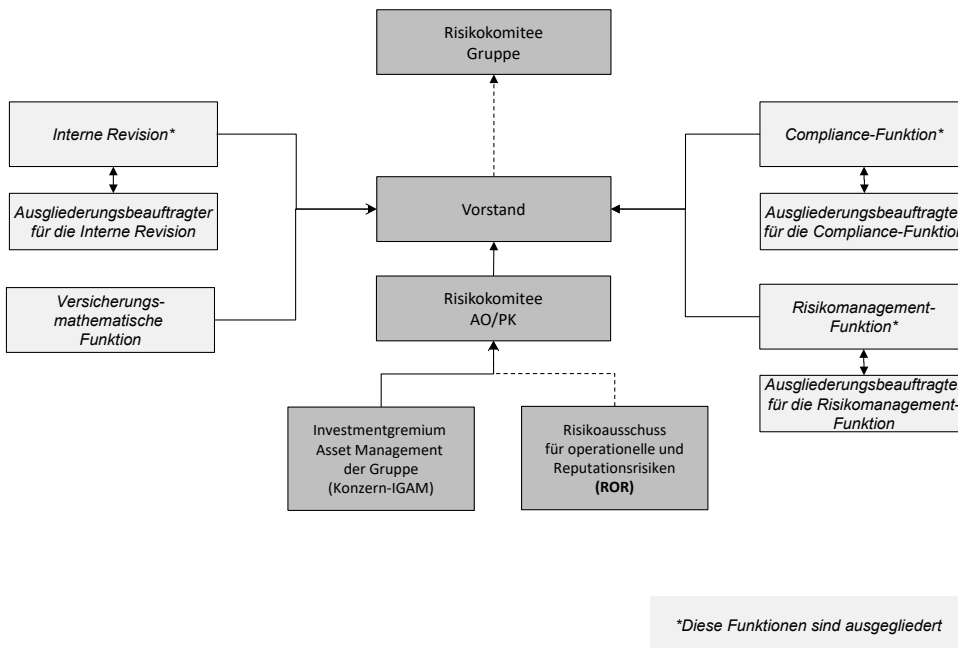 Risikokomitee
Gruppe
Interne Revision*
Compliance-Funktion*
Ausgliederungsbeauftragter
für die Interne Revision
Vorstand
Ausgliederungsbeauftragter
für die Compliance-Funktion
Versicherungs-
mathematische
Funktion
Risikokomitee
AO/PK
Risikomanagement-
Funktion*
Ausgliederungsbeauftragter
für die Risikomanagement-
Funktion
Investmentgremium
Asset Management
der Gruppe
(Konzern-IGAM)
Risikoausschuss
für operationelle und
Reputationsrisiken
(ROR)
*Diese Funktionen sind ausgegliedert